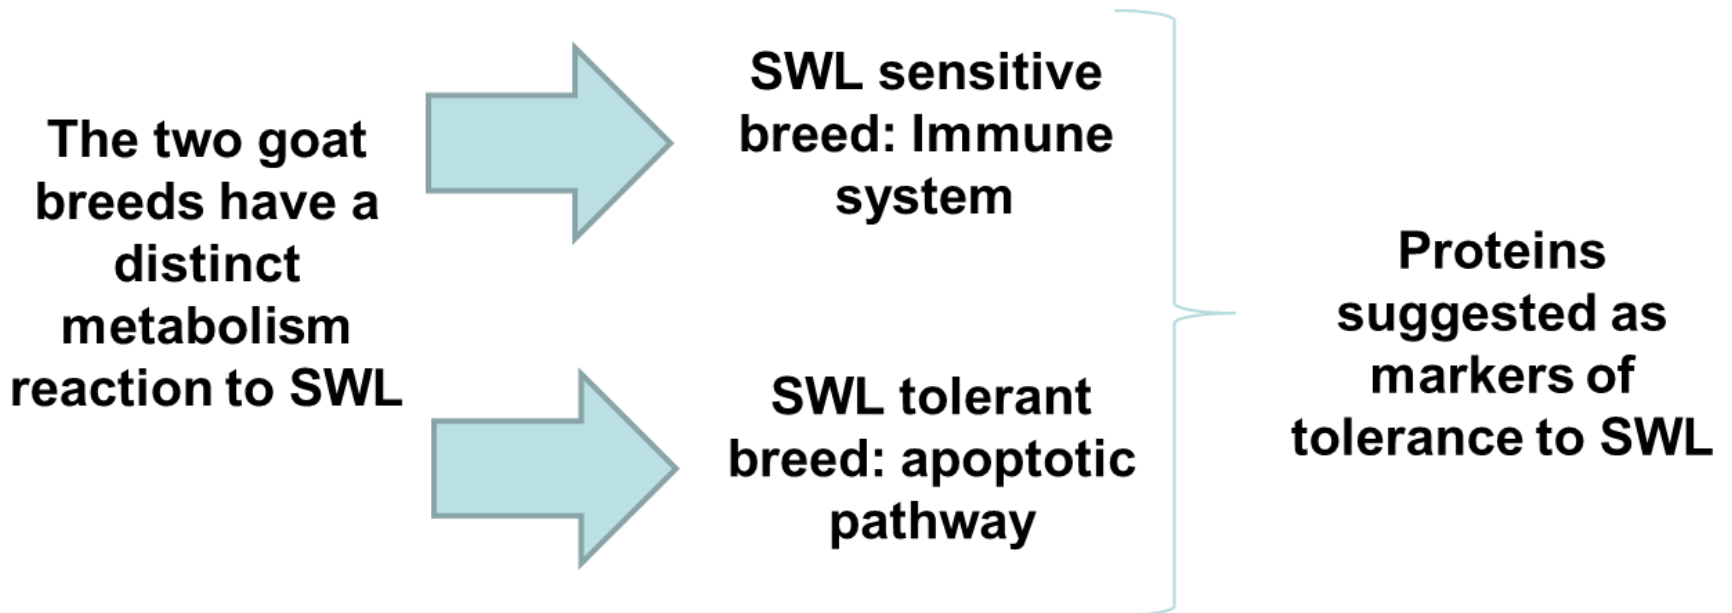 The two goat
breeds have a
distinct
metabolism
reaction to SWL
SWL sensitive
breed: Immune
system
SWL tolerant
breed: apoptotic
pathway
Proteins
suggested as
markers of
tolerance to SWL